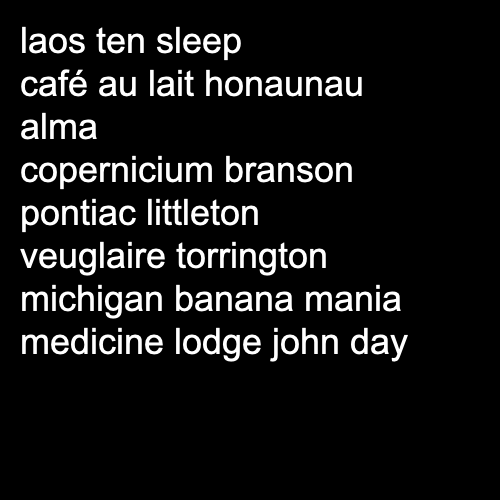 laos ten sleep
café au lait honaunau
alma
copernicium branson
pontiac littleton
veuglaire torrington
michigan banana mania
medicine lodge john day